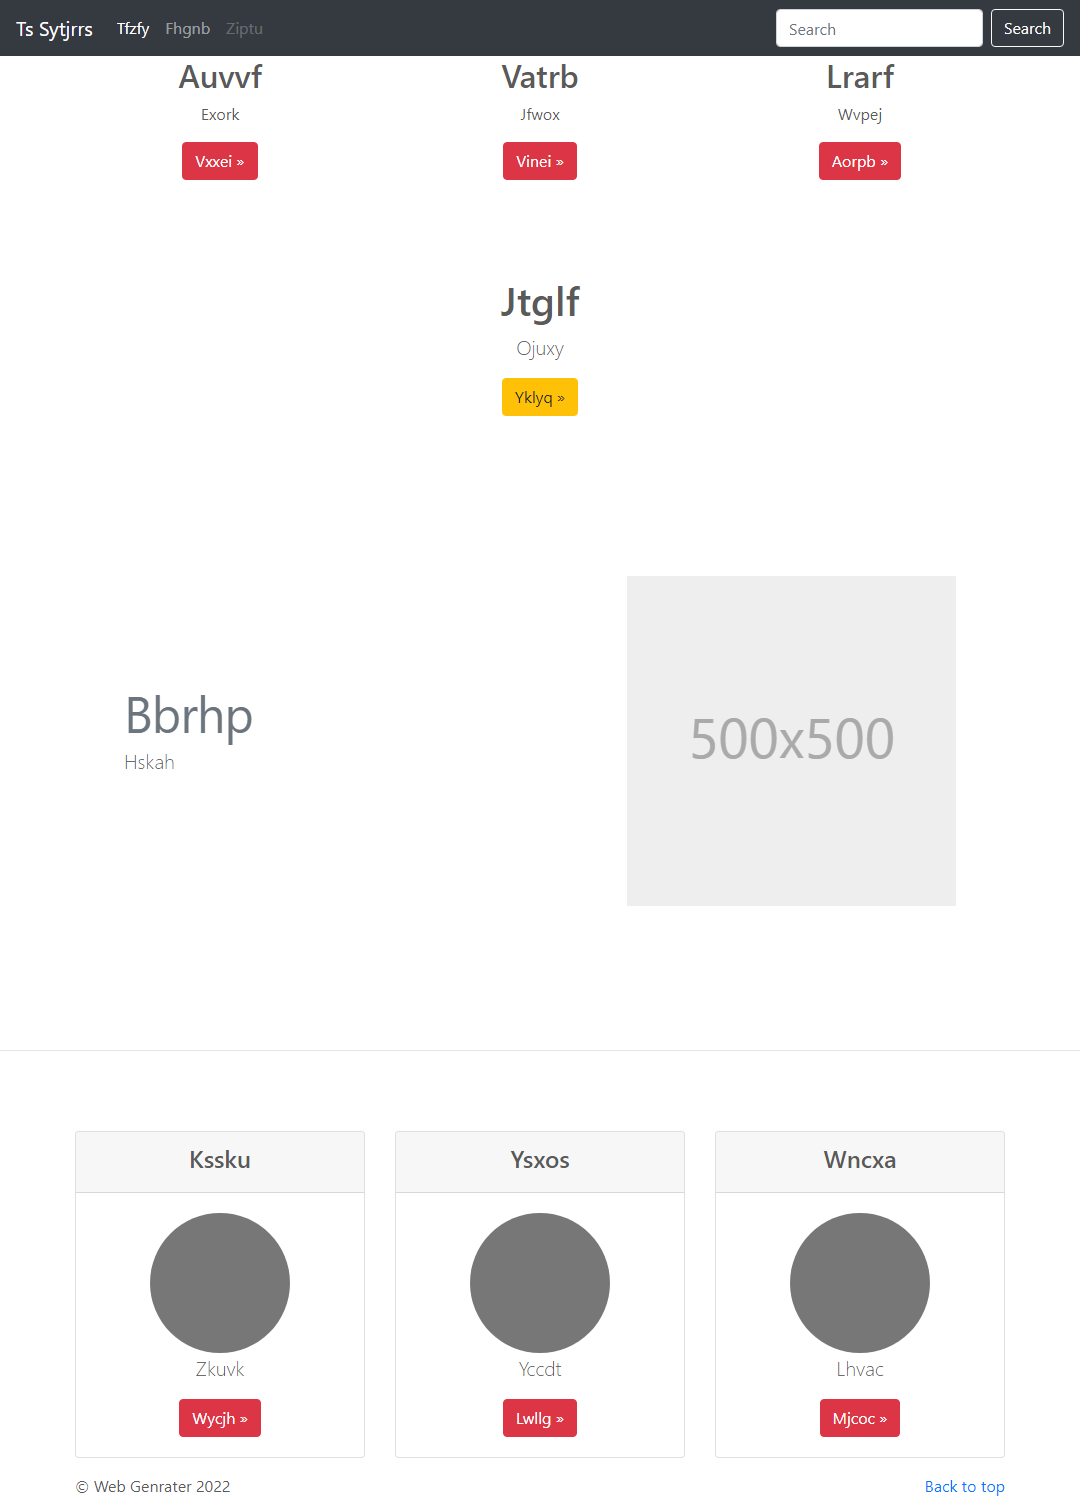 Ts Sytjrrs Tfzfy Fhgnb Ziptu Search Search
Auvvf Vatrb Lrarf
Exork Jfwox Wvpej
Vxxei » Vinei » Aorpb »
Jtglf
Ojuxy
Yklyq »
Bbrhp
Hskah
500x500
Kssku Ysxos Wncxa
Zkuvk Yccdt Lhvac
Wycjh » Lwllg » Mjcoc »
© Web Genrater 2022 Back to top